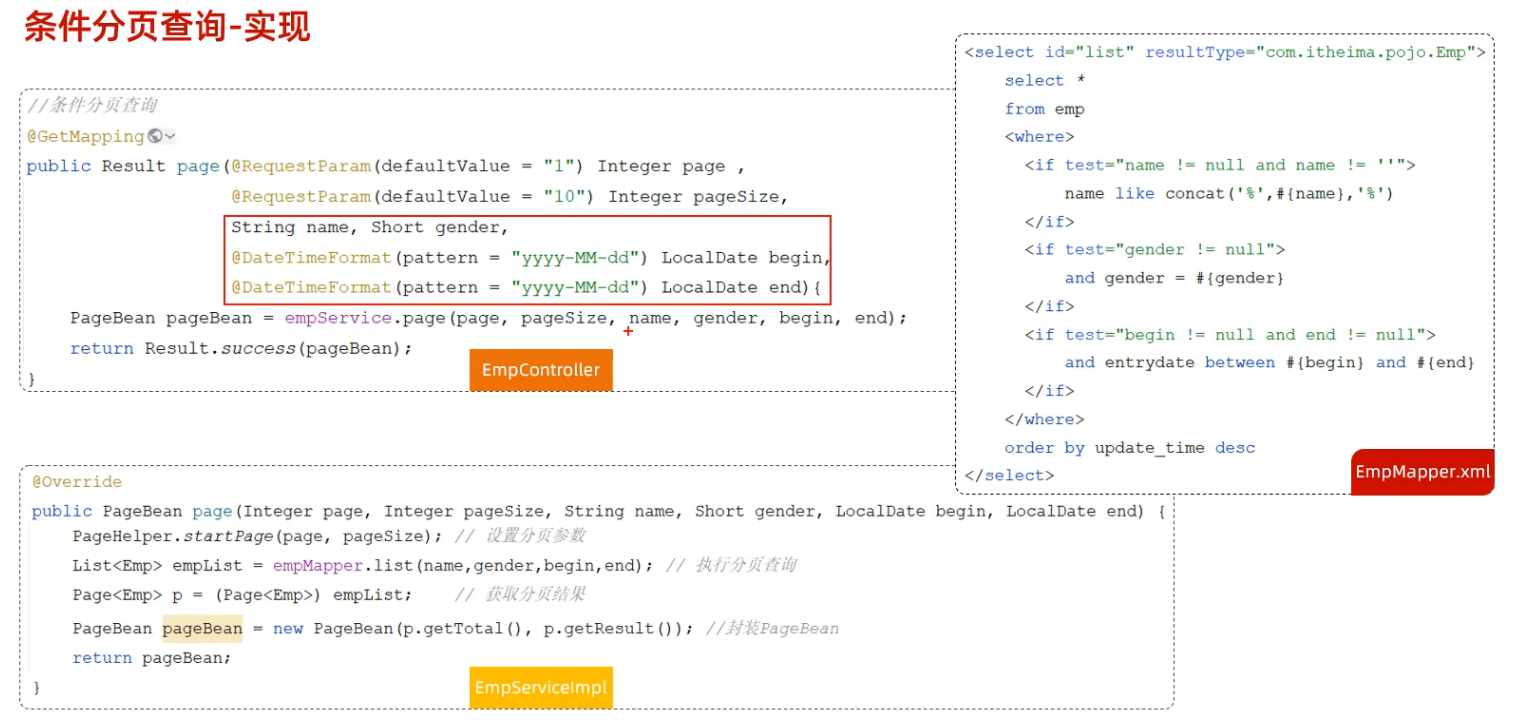 条件分页查询-实现
//条件分页查询
@GetMapping
public Result page(@RequestParam(defaultValue = "1") Integer page ,
@RequestParam(defaultValue = "10") Integer pageSize,
String name, Short gender,
@DateTimeFormat(pattern = "yyyy-MM-dd") LocalDate begin,
@DateTimeFormat(pattern = "yyyy-MM-dd") LocalDate end){
PageBean pageBean = empService.page(page, pageSize, name, gender, begin, end);
return Result.success(pageBean);
}
EmpController
<select id="list" resultType="com.itheima.pojo.Emp">
select *
from emp
<where>
<if test="name != null and name != ''">
name like concat('%',#{name},'%')
</if>
<if test="gender != null">
and gender = #{gender}
</if>
<if test="begin != null and end != null">
and entrydate between #{begin} and #{end}
</if>
</where>
order by update_time desc
</select>
EmpMapper.xml
@Override
public PageBean page(Integer page, Integer pageSize, String name, Short gender, LocalDate begin, LocalDate end) {
PageHelper.startPage(page, pageSize); // 设置分页参数
List<Emp> empList = empMapper.list(name,gender,begin,end); // 执行分页查询
Page<Emp> p = (Page<Emp>) empList; // 获取分页结果
PageBean pageBean = new PageBean(p.getTotal(), p.getResult()); //封装PageBean
return pageBean;
}
EmpServiceImpl